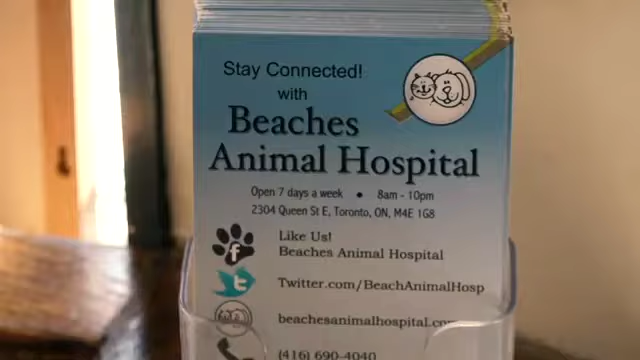 Stay Connected!
with
Beaches
Animal Hospital
Open 7 days a week • 8am - 10pm
2304 Queen St E, Toronto, ON, M4E 1G8
Like Us!
Beaches Animal Hospital
Twitter.com/BeachAnimalHosp
beachesanimalhospital.com
(416) 690-4040